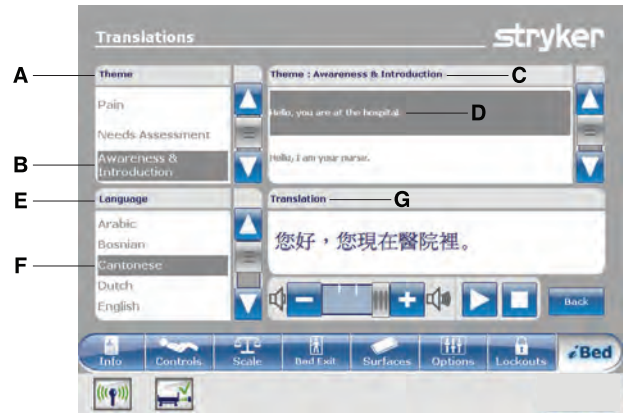 Translations
stryker
A
Theme
Pain
Needs Assessment
B
Awareness &
Introduction
Theme : Awareness & Introduction
C
Hello, you are at the hospital.
D
Hello, I am your nurse.
E
Language
Arabic
Bosnian
F
Cantonese
Dutch
English
Translation
G
您好，您現在醫院裡。
Back
Info
Controls
Scale
Bed Exit
Surfaces
Options
Lockouts
iBed